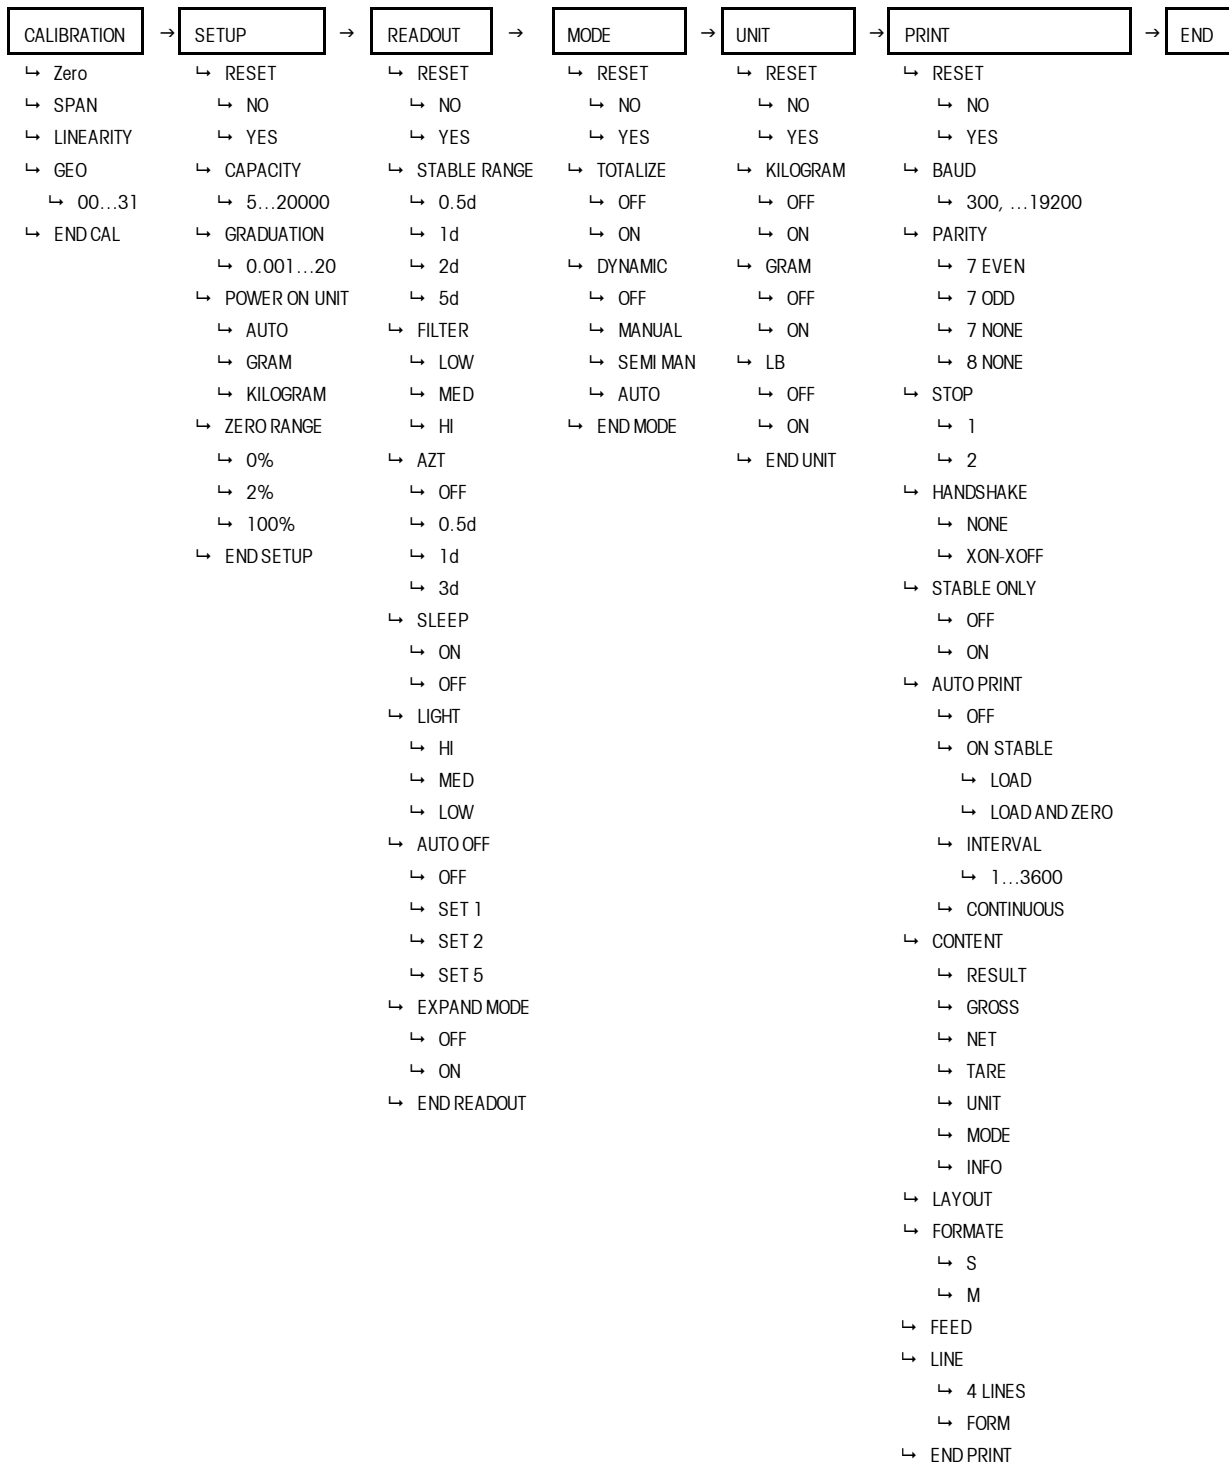 CALIBRATION → SETUP → READOUT → MODE → UNIT → PRINT → END
↳ Zero
↳ SPAN
↳ LINEARITY
↳ GEO
↳ 00...31
↳ END CAL
↳ RESET
↳ NO
↳ YES
↳ CAPACITY
↳ 5...20000
↳ GRADUATION
↳ 0.001...20
↳ POWER ON UNIT
↳ AUTO
↳ GRAM
↳ KILOGRAM
↳ ZERO RANGE
↳ 0%
↳ 2%
↳ 100%
↳ END SETUP
↳ RESET
↳ NO
↳ YES
↳ STABLE RANGE
↳ 0.5d
↳ 1d
↳ 2d
↳ 5d
↳ FILTER
↳ LOW
↳ MED
↳ HI
↳ AZT
↳ OFF
↳ 0.5d
↳ 1d
↳ 3d
↳ SLEEP
↳ ON
↳ OFF
↳ LIGHT
↳ HI
↳ MED
↳ LOW
↳ AUTO OFF
↳ OFF
↳ SET 1
↳ SET 2
↳ SET 5
↳ EXPAND MODE
↳ OFF
↳ ON
↳ END READOUT
↳ RESET
↳ NO
↳ YES
↳ TOTALIZE
↳ OFF
↳ ON
↳ DYNAMIC
↳ OFF
↳ MANUAL
↳ SEMI MAN
↳ AUTO
↳ END MODE
↳ RESET
↳ NO
↳ YES
↳ KILOGRAM
↳ OFF
↳ ON
↳ GRAM
↳ OFF
↳ ON
↳ LB
↳ OFF
↳ ON
↳ END UNIT
↳ RESET
↳ NO
↳ YES
↳ BAUD
↳ 300, ...19200
↳ PARITY
↳ 7 EVEN
↳ 7 ODD
↳ 7 NONE
↳ 8 NONE
↳ STOP
↳ 1
↳ 2
↳ HANDSHAKE
↳ NONE
↳ XON-XOFF
↳ STABLE ONLY
↳ OFF
↳ ON
↳ AUTO PRINT
↳ OFF
↳ ON STABLE
↳ LOAD
↳ LOAD AND ZERO
↳ INTERVAL
↳ 1...3600
↳ CONTINUOUS
↳ CONTENT
↳ RESULT
↳ GROSS
↳ NET
↳ TARE
↳ UNIT
↳ MODE
↳ INFO
↳ LAYOUT
↳ FORMATE
↳ S
↳ M
↳ FEED
↳ LINE
↳ 4 LINES
↳ FORM
↳ END PRINT